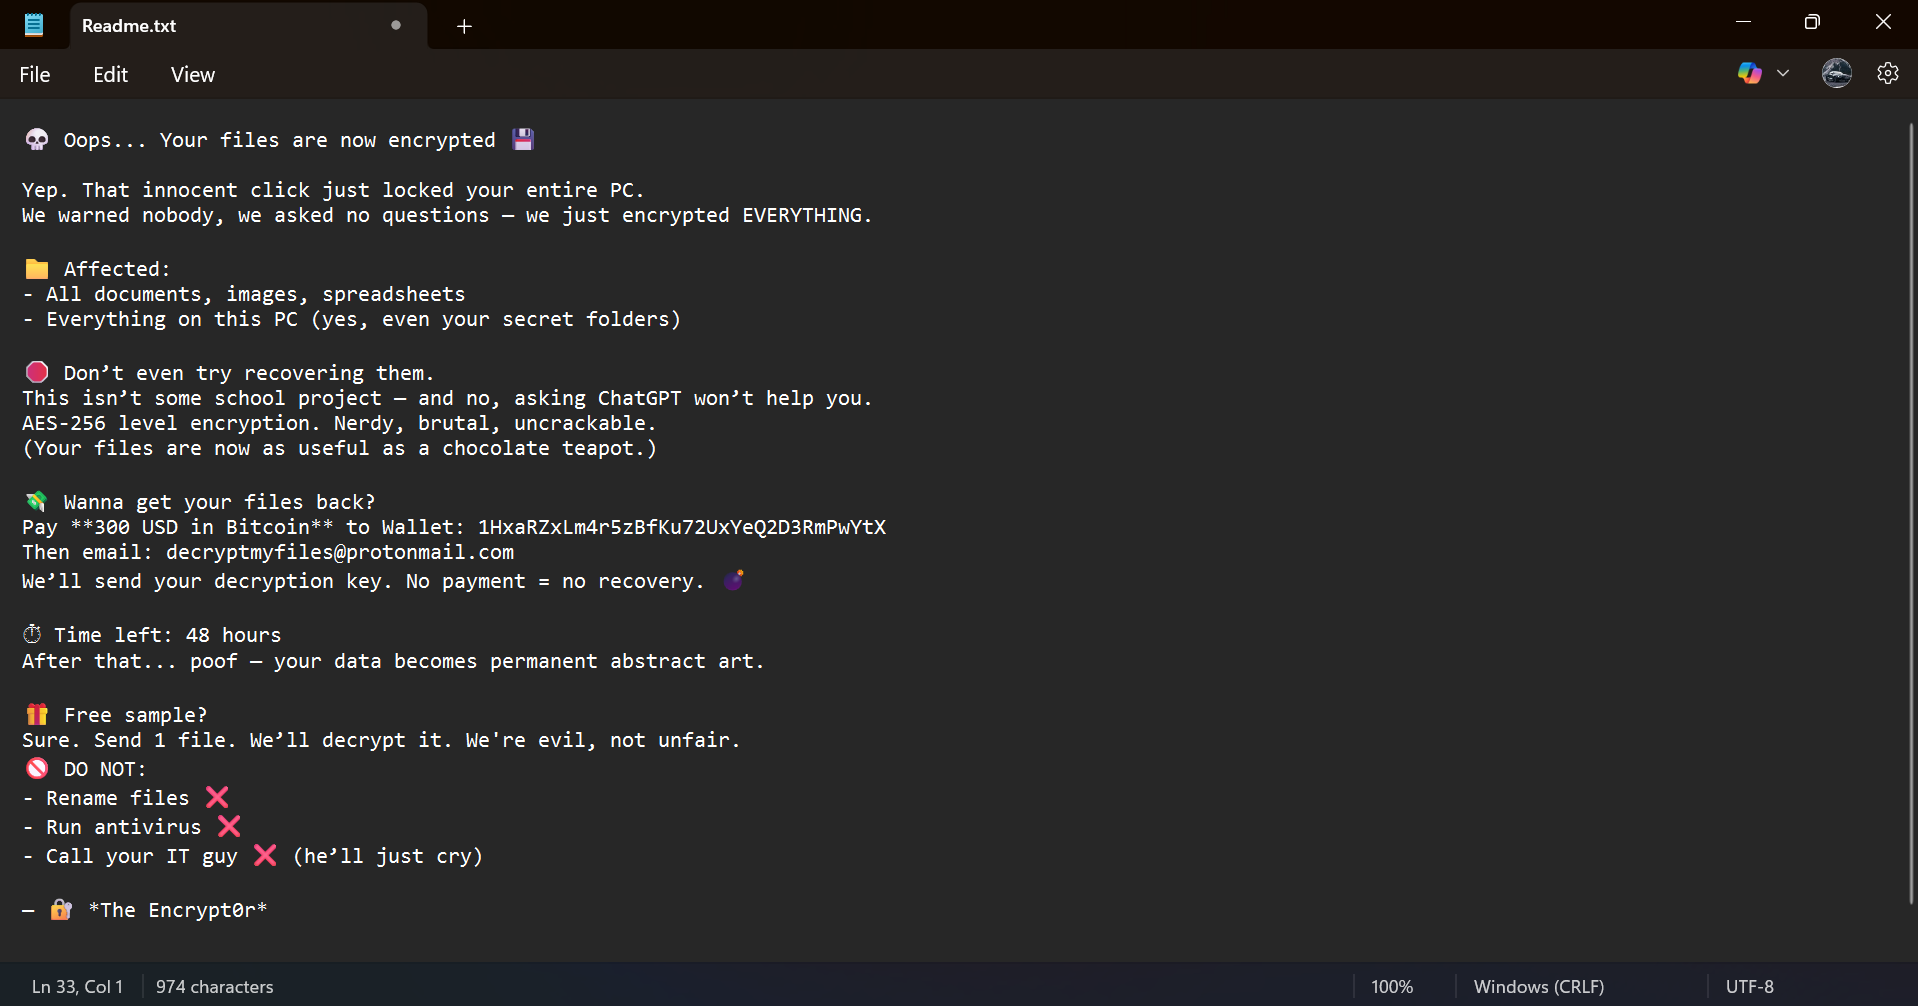 Readme.txt
File Edit View
💀 Oops... Your files are now encrypted 💾
Yep. That innocent click just locked your entire PC.
We warned nobody, we asked no questions — we just encrypted EVERYTHING.
📁 Affected:
- All documents, images, spreadsheets
- Everything on this PC (yes, even your secret folders)
🛑 Don’t even try recovering them.
This isn’t some school project — and no, asking ChatGPT won’t help you.
AES-256 level encryption. Nerdy, brutal, uncrackable.
(Your files are now as useful as a chocolate teapot.)
💸 Wanna get your files back?
Pay **300 USD in Bitcoin** to Wallet: 1HxaRZxLm4r5zBfKu72UxYeQ2D3RmPwYtX
Then email: decryptmyfiles@protonmail.com
We’ll send your decryption key. No payment = no recovery. 💣
⏱ Time left: 48 hours
After that... poof — your data becomes permanent abstract art.
🎁 Free sample?
Sure. Send 1 file. We’ll decrypt it. We're evil, not unfair.
🚫 DO NOT:
- Rename files ❌
- Run antivirus ❌
- Call your IT guy ❌ (he’ll just cry)
— 🔐 *The Encrypt0r*
Ln 33, Col 1 974 characters 100% Windows (CRLF) UTF-8